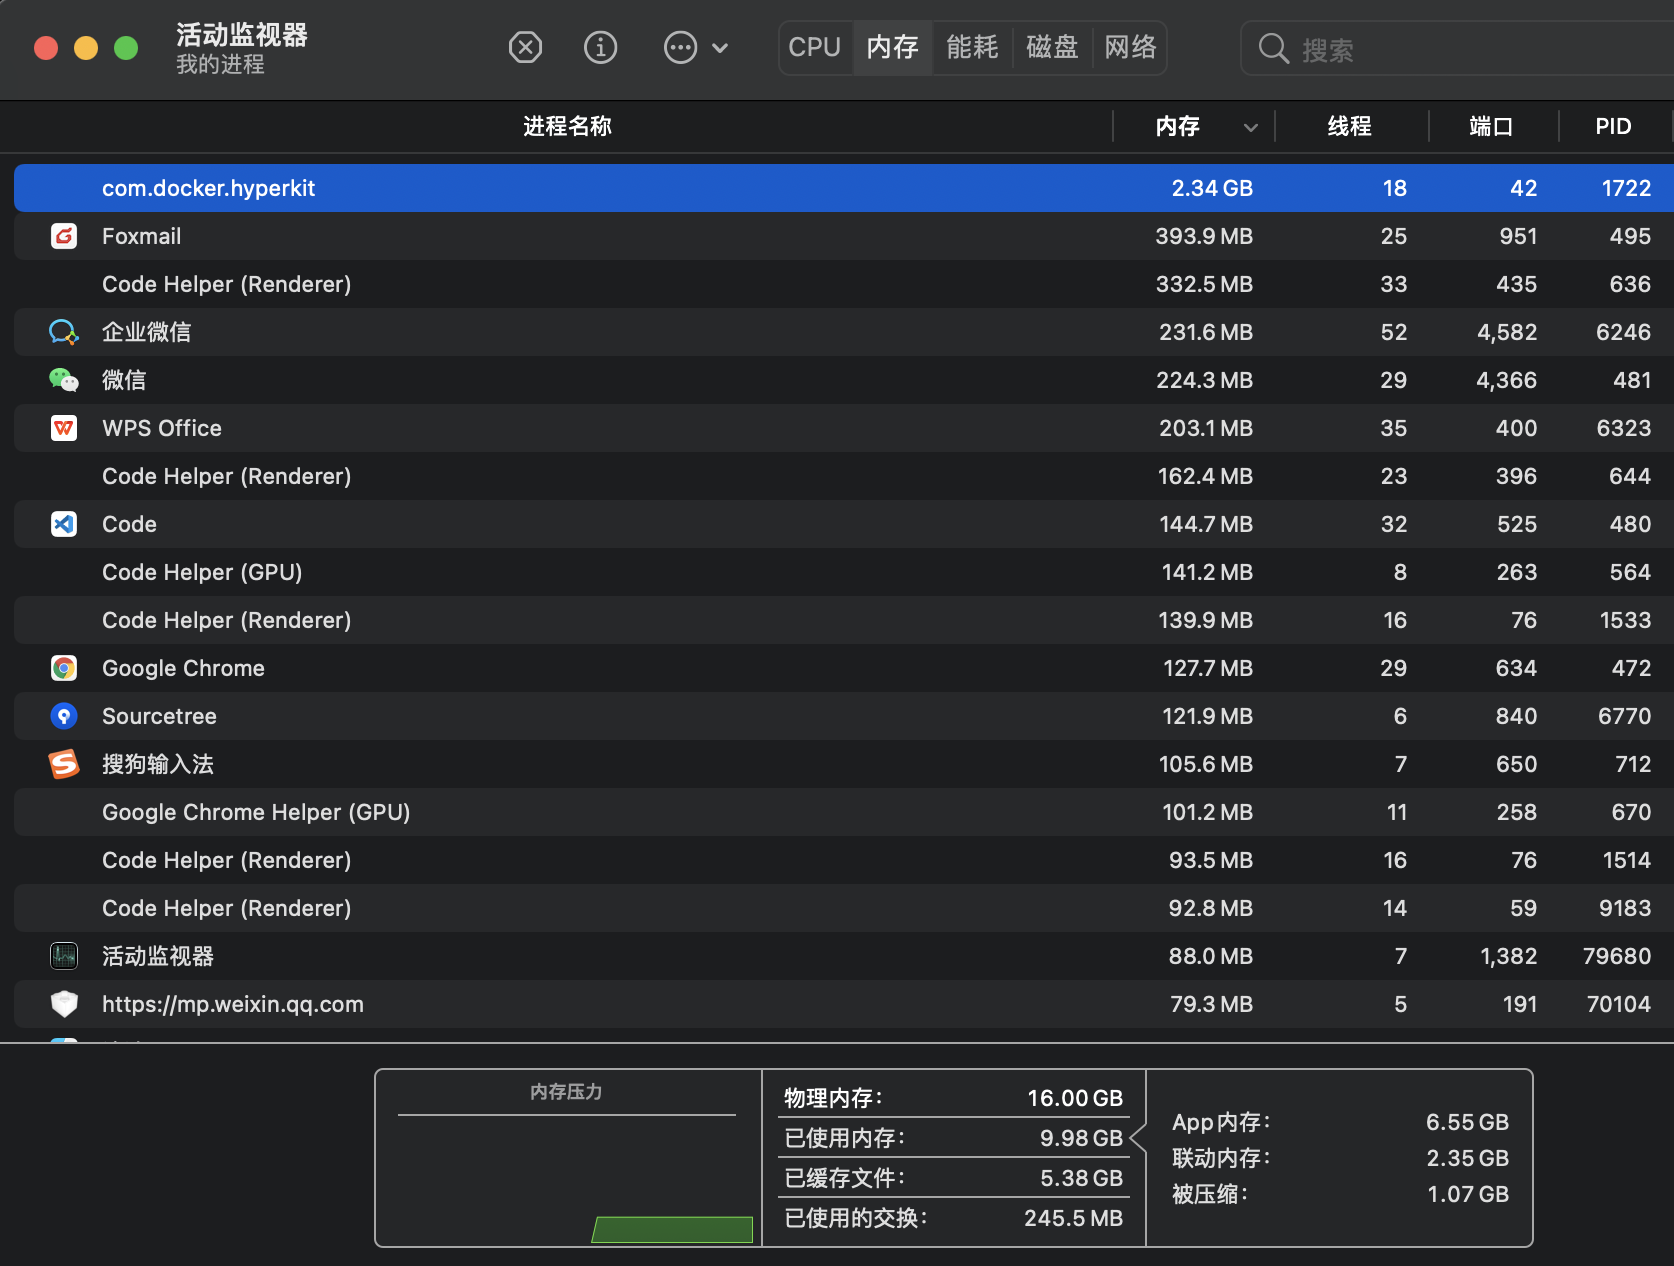 活动监视器
我的进程
CPU 内存 能耗 磁盘 网络 搜索
进程名称 内存 线程 端口 PID
com.docker.hyperkit 2.34 GB 18 42 1722
Foxmail 393.9 MB 25 951 495
Code Helper (Renderer) 332.5 MB 33 435 636
企业微信 231.6 MB 52 4,582 6246
微信 224.3 MB 29 4,366 481
WPS Office 203.1 MB 35 400 6323
Code Helper (Renderer) 162.4 MB 23 396 644
Code 144.7 MB 32 525 480
Code Helper (GPU) 141.2 MB 8 263 564
Code Helper (Renderer) 139.9 MB 16 76 1533
Google Chrome 127.7 MB 29 634 472
Sourcetree 121.9 MB 6 840 6770
搜狗输入法 105.6 MB 7 650 712
Google Chrome Helper (GPU) 101.2 MB 11 258 670
Code Helper (Renderer) 93.5 MB 16 76 1514
Code Helper (Renderer) 92.8 MB 14 59 9183
活动监视器 88.0 MB 7 1,382 79680
https://mp.weixin.qq.com 79.3 MB 5 191 70104
内存压力
物理内存: 16.00 GB
已使用内存: 9.98 GB
已缓存文件: 5.38 GB
已使用的交换: 245.5 MB
App内存: 6.55 GB
联动内存: 2.35 GB
被压缩: 1.07 GB